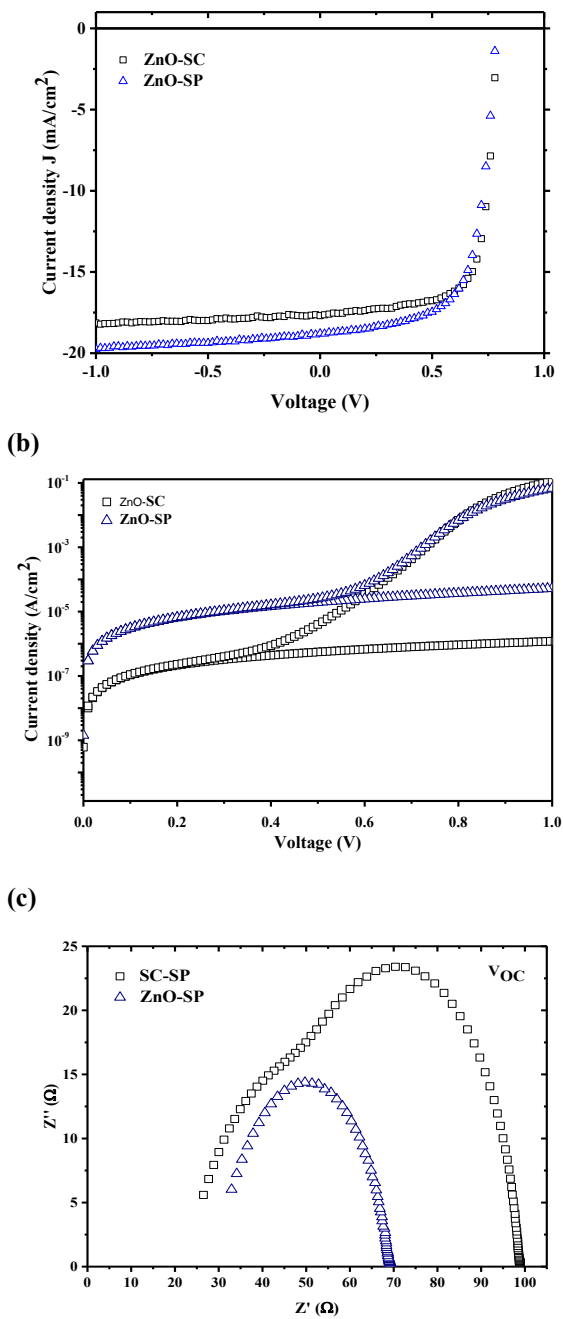 0
-5
-10
-15
-20
Current density J (mA/cm²)
ZnO-SC
ZnO-SP
-1.0 -0.5 0.0 0.5 1.0
Voltage (V)
(b)
10⁻¹
10⁻³
10⁻⁵
10⁻⁷
10⁻⁹
Current density (A/cm²)
ZnO-SC
ZnO-SP
0.0 0.2 0.4 0.6 0.8 1.0
Voltage (V)
(c)
25
20
15
10
5
0
Z'' (Ω)
SC-SP
ZnO-SP
VOC
0 10 20 30 40 50 60 70 80 90 100
Z' (Ω)